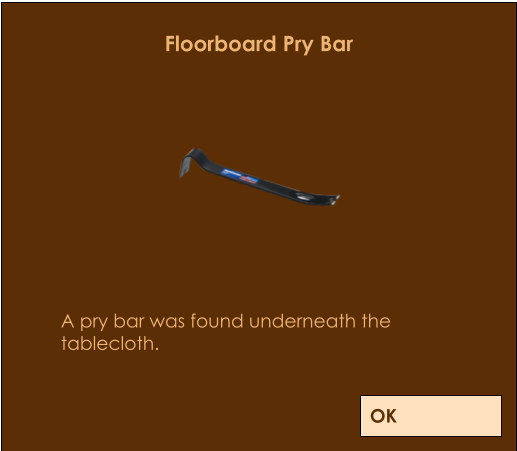 Floorboard Pry Bar
A pry bar was found underneath the
tablecloth.
OK